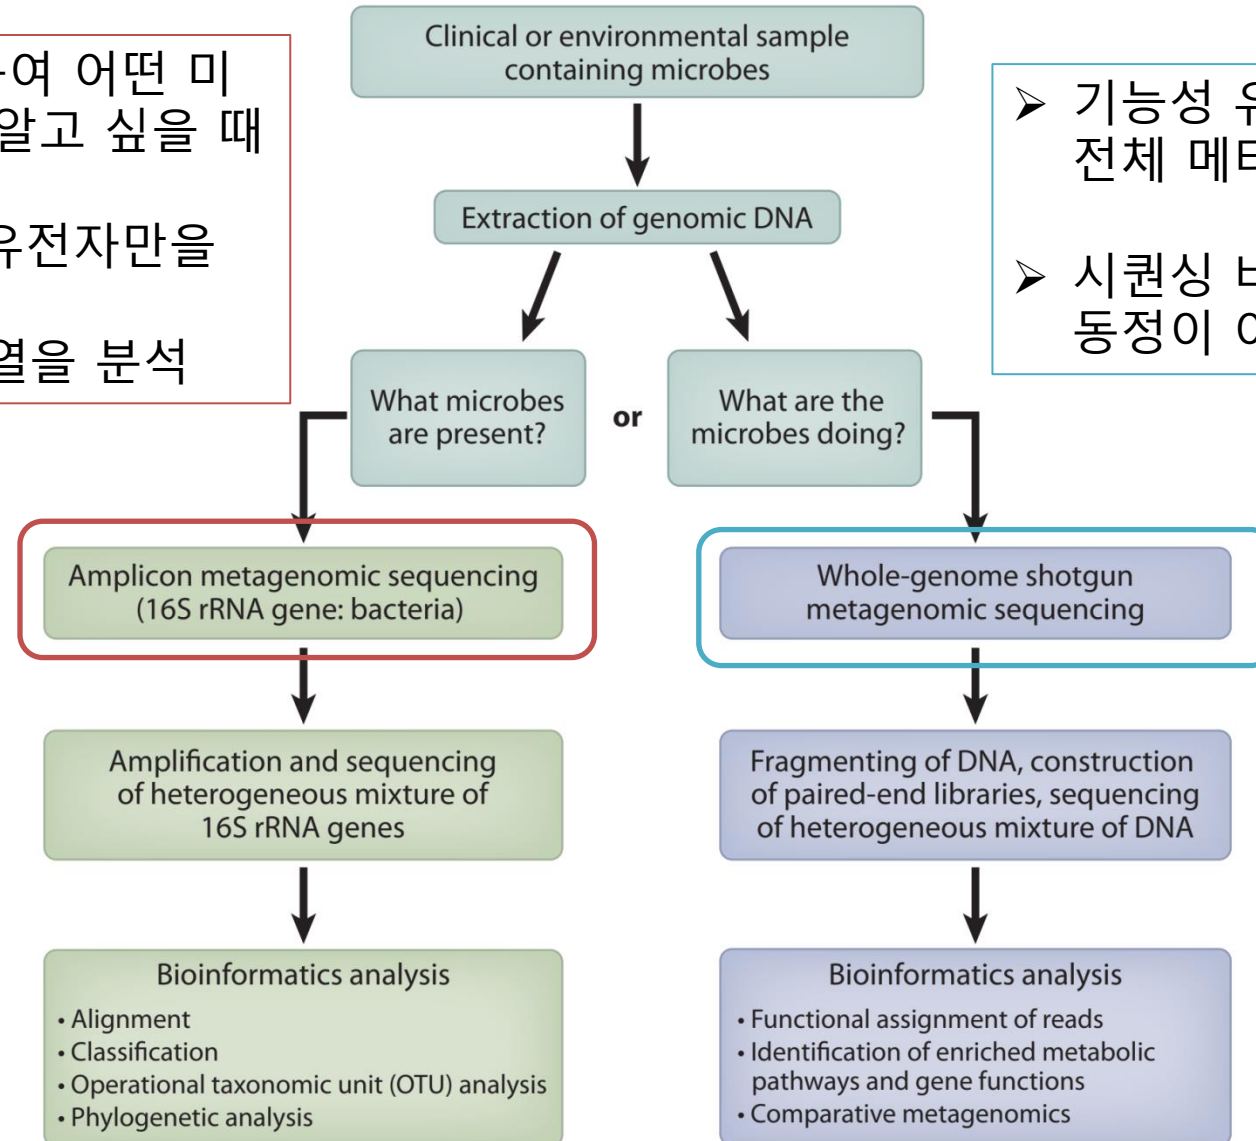 Clinical or environmental sample
containing microbes
여 어떤 미
알고 싶을 때
유전자만을
열을 분석
➢ 기능성
전체
➢ 시퀀싱
동정이
Extraction of genomic DNA
What microbes
are present?
or
What are the
microbes doing?
Amplicon metagenomic sequencing
(16S rRNA gene: bacteria)
Whole-genome shotgun
metagenomic sequencing
Amplification and sequencing
of heterogeneous mixture of
16S rRNA genes
Fragmenting of DNA, construction
of paired-end libraries, sequencing
of heterogeneous mixture of DNA
Bioinformatics analysis
• Alignment
• Classification
• Operational taxonomic unit (OTU) analysis
• Phylogenetic analysis
Bioinformatics analysis
• Functional assignment of reads
• Identification of enriched metabolic
pathways and gene functions
• Comparative metagenomics